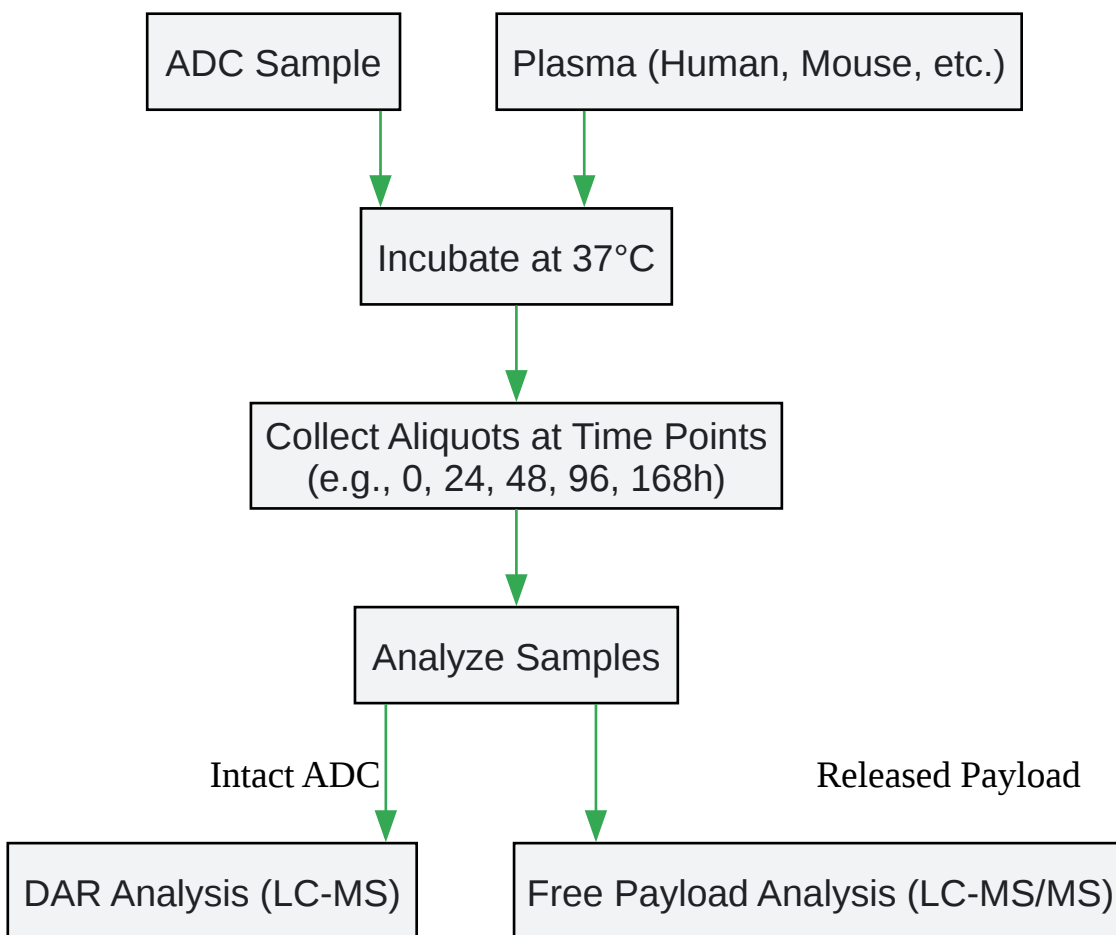 ADC Sample
Plasma (Human, Mouse, etc.)
Incubate at 37°C
Collect Aliquots at Time Points
(e.g., 0, 24, 48, 96, 168h)
Analyze Samples
Intact ADC
Released Payload
DAR Analysis (LC-MS)
Free Payload Analysis (LC-MS/MS)